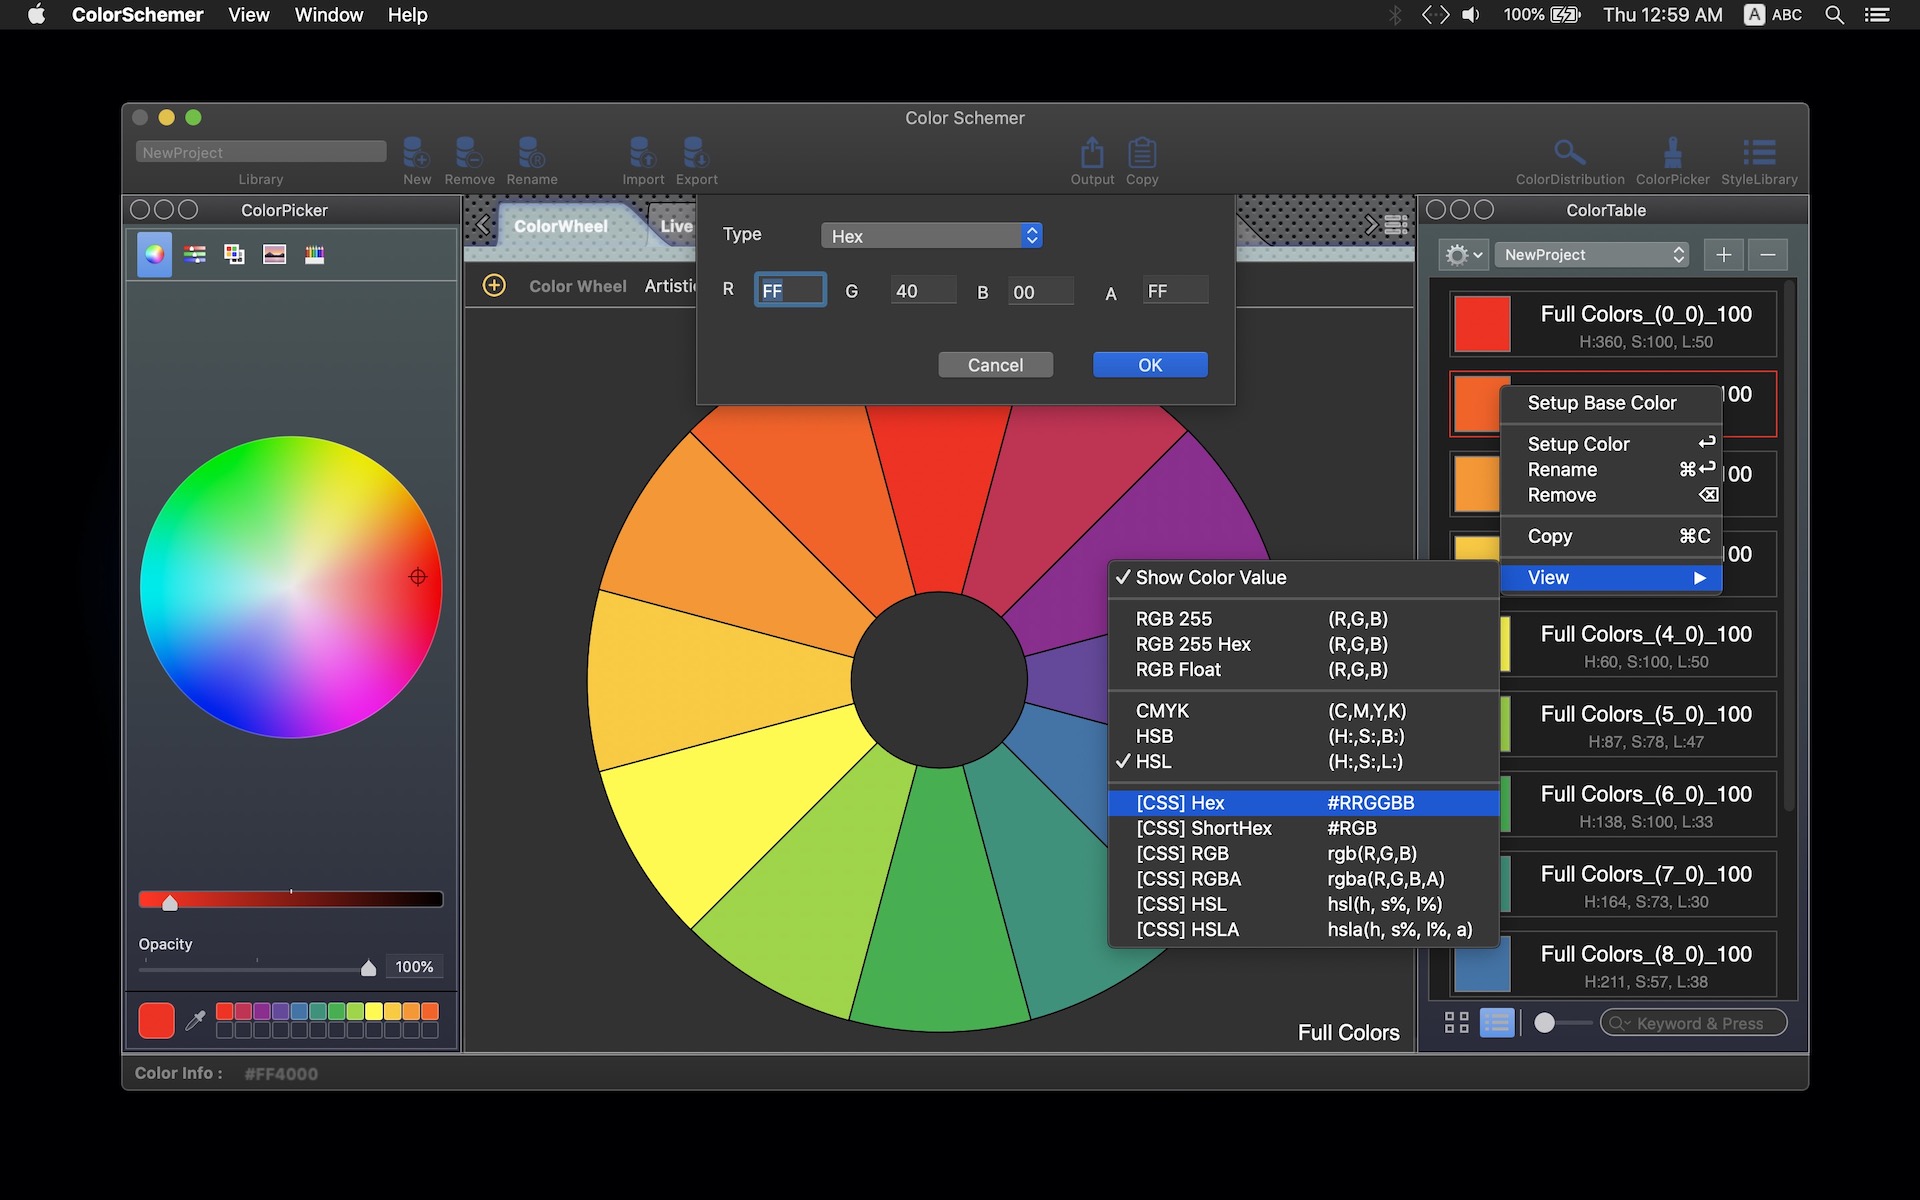 ColorSchemer View Window Help
100% Thu 12:59 AM A ABC
Color Schemer
NewProject
Library New Remove Rename Import Export Output Copy ColorDistribution ColorPicker StyleLibrary
ColorPicker
Opacity
100%
ColorWheel Live
Color Wheel
Type Hex
R FF G 40 B 00 A FF
Cancel OK
Full Colors
ColorTable
NewProject
Full Colors_(0_0)_100
H:360, S:100, L:50
00
00
00
Setup Base Color
Setup Color ↩
Rename ⌘↩
Remove ⌫
Copy ⌘C
View ▶
✓ Show Color Value
RGB 255 (R,G,B)
RGB 255 Hex (R,G,B)
RGB Float (R,G,B)
CMYK (C,M,Y,K)
HSB (H:,S:,B:)
✓ HSL (H:,S:,L:)
[CSS] Hex #RRGGBB
[CSS] ShortHex #RGB
[CSS] RGB rgb(R,G,B)
[CSS] RGBA rgba(R,G,B,A)
[CSS] HSL hsl(h, s%, l%)
[CSS] HSLA hsla(h, s%, l%, a)
Full Colors_(4_0)_100
H:60, S:100, L:50
Full Colors_(5_0)_100
H:87, S:78, L:47
Full Colors_(6_0)_100
H:138, S:100, L:33
Full Colors_(7_0)_100
H:164, S:73, L:30
Full Colors_(8_0)_100
H:211, S:57, L:38
Keyword & Press
Color Info : #FF4000